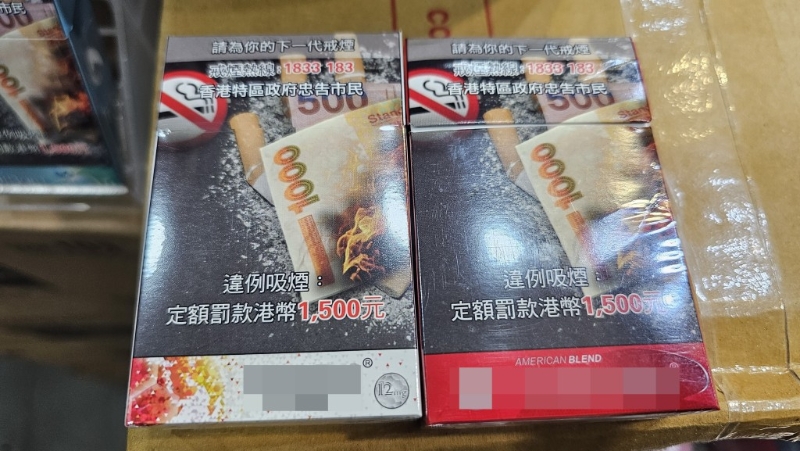 市民
請為你的下一代戒煙
戒煙熱線:1833 183
香港特區政府忠告市民
500
1000
違例吸煙：
定額罰款港幣1,500元
®
12mg
請為你的下一代戒煙
戒煙熱線:1833 183
香港特區政府忠告市民
500
Stan
1000
違例吸煙：
定額罰款港幣1,500元
AMERICAN BLEND
®